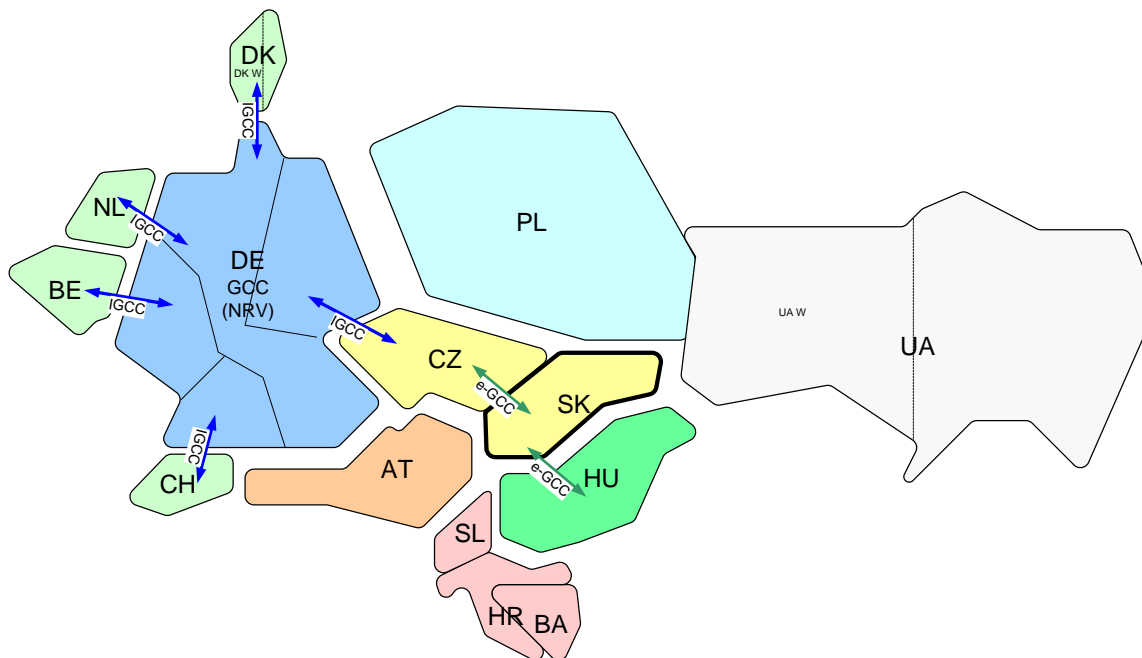 DK
DK W
IGCC
NL
IGCC
BE
IGCC
DE
GCC
(NRV)
IGCC
PL
UA W
UA
CZ
e-GCC
SK
IGCC
CH
AT
e-GCC
HU
SL
HR
BA